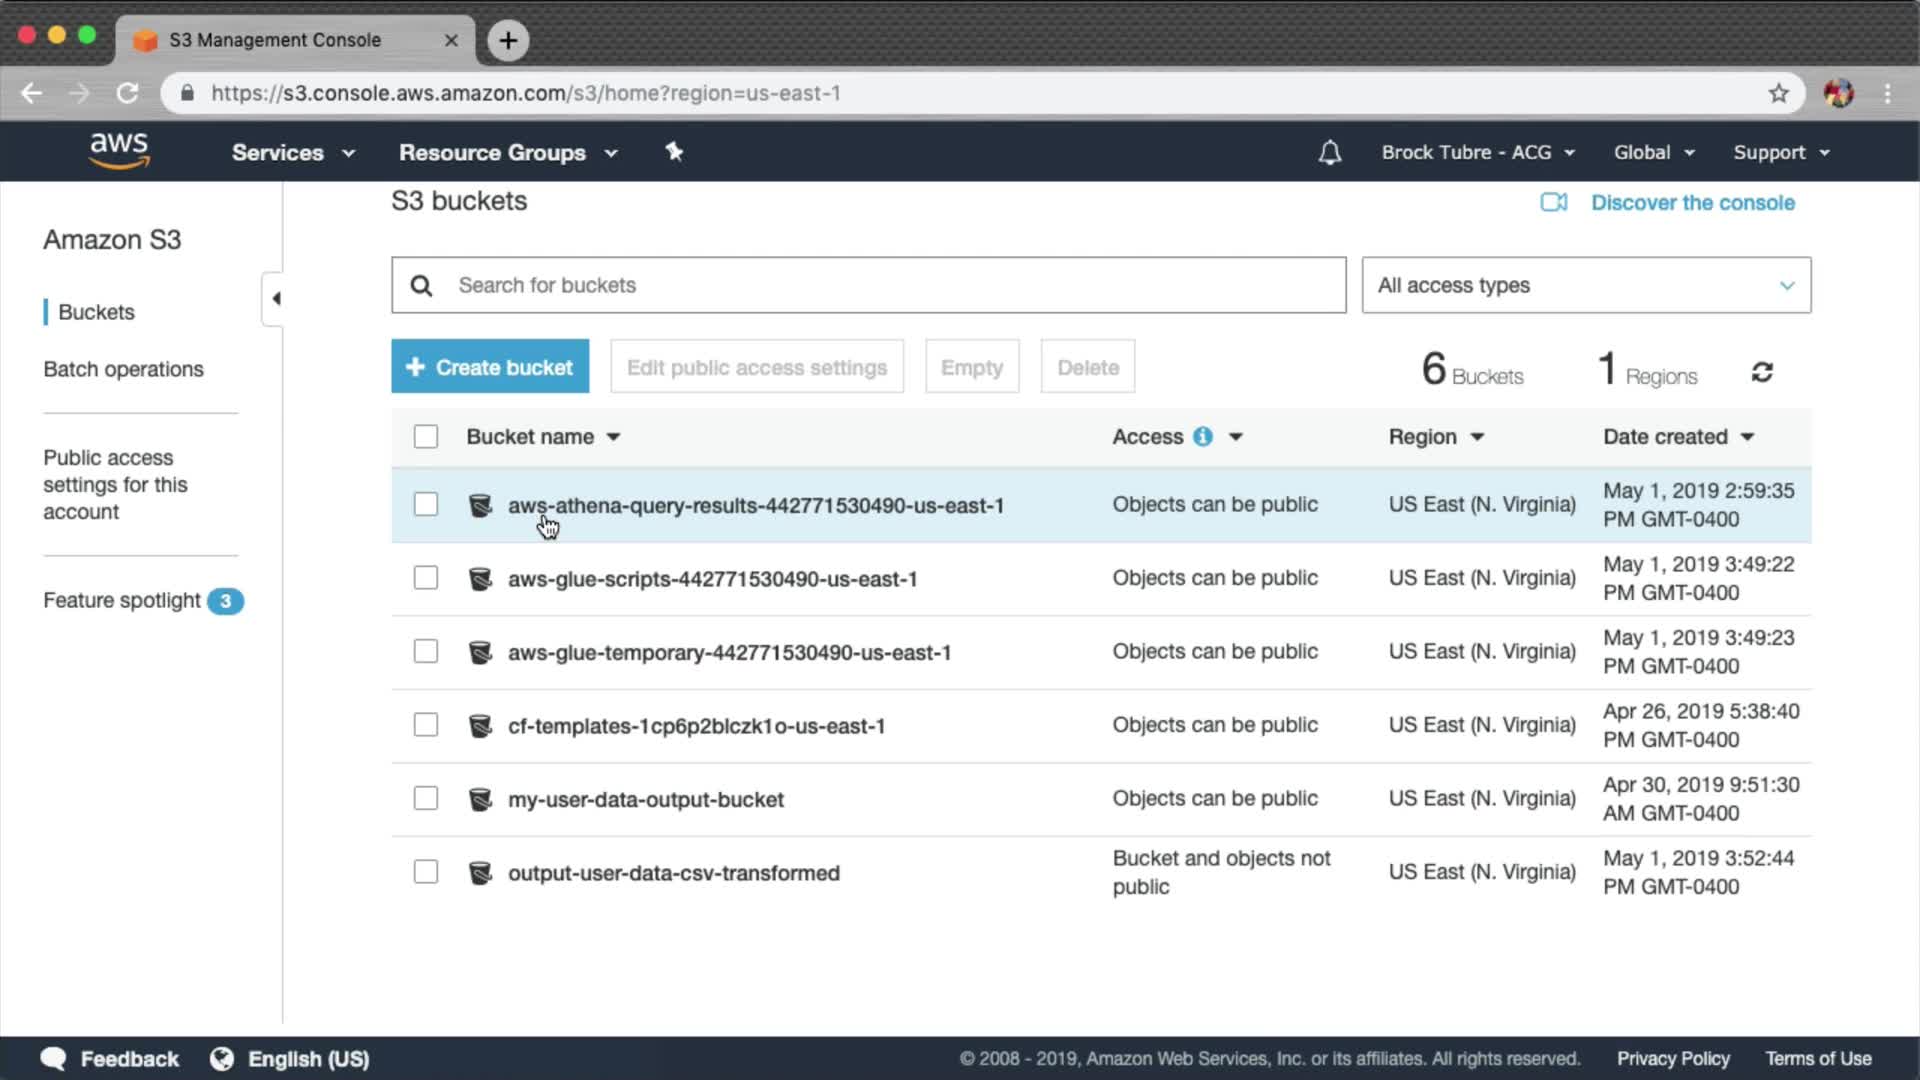 S3 Management Console
https://s3.console.aws.amazon.com/s3/home?region=us-east-1
aws Services Resource Groups Brock Tubre - ACG Global Support
S3 buckets Discover the console
Amazon S3
Buckets
Batch operations
Public access
settings for this
account
Feature spotlight 3
Search for buckets All access types
+ Create bucket Edit public access settings Empty Delete 6 Buckets 1 Regions
Bucket name Access Region Date created
aws-athena-query-results-442771530490-us-east-1 Objects can be public US East (N. Virginia) May 1, 2019 2:59:35
PM GMT-0400
aws-glue-scripts-442771530490-us-east-1 Objects can be public US East (N. Virginia) May 1, 2019 3:49:22
PM GMT-0400
aws-glue-temporary-442771530490-us-east-1 Objects can be public US East (N. Virginia) May 1, 2019 3:49:23
PM GMT-0400
cf-templates-1cp6p2blczk1o-us-east-1 Objects can be public US East (N. Virginia) Apr 26, 2019 5:38:40
PM GMT-0400
my-user-data-output-bucket Objects can be public US East (N. Virginia) Apr 30, 2019 9:51:30
AM GMT-0400
output-user-data-csv-transformed Bucket and objects not
public US East (N. Virginia) May 1, 2019 3:52:44
PM GMT-0400
Feedback English (US) © 2008 - 2019, Amazon Web Services, Inc. or its affiliates. All rights reserved. Privacy Policy Terms of Use